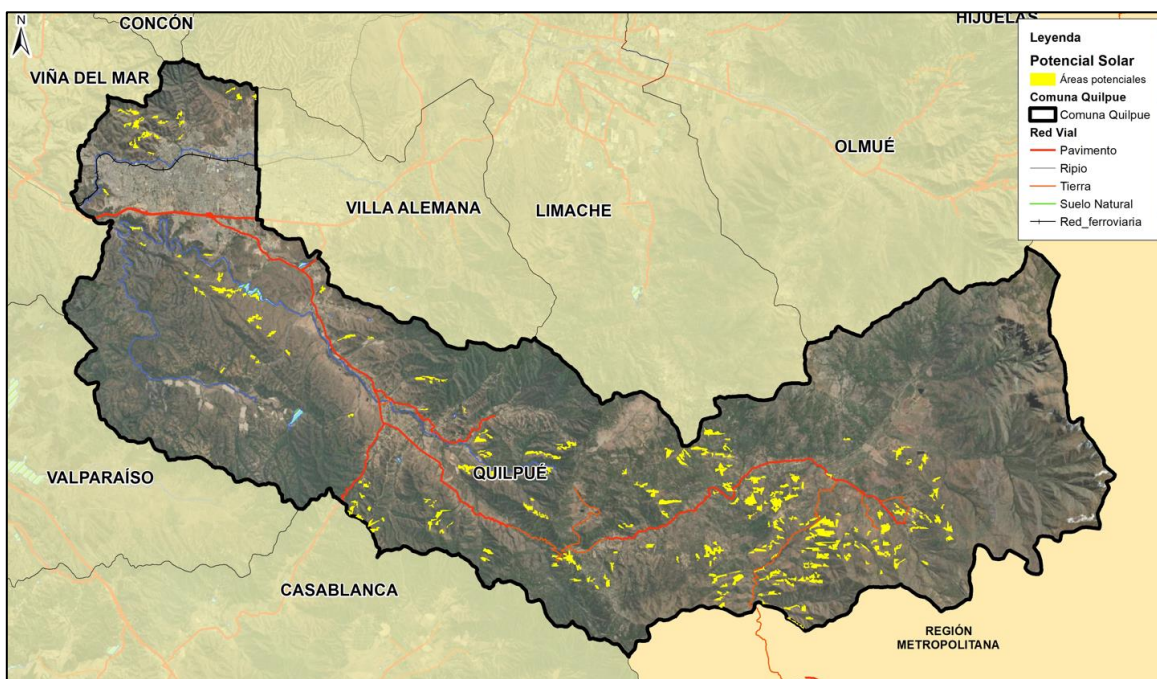 N
CONCÓN
HIJUELAS
VIÑA DEL MAR
OLMUÉ
VILLA ALEMANA
LIMACHE
VALPARAÍSO
QUILPUÉ
CASABLANCA
REGIÓN
METROPOLITANA
Leyenda
Potencial Solar
Áreas potenciales
Comuna Quilpue
Comuna Quilpue
Red Vial
Pavimento
Ripio
Tierra
Suelo Natural
Red_ferroviaria